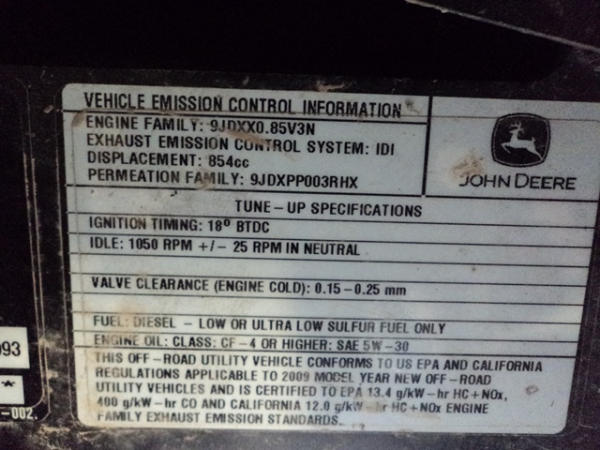 VEHICLE EMISSION CONTROL INFORMATION
ENGINE FAMILY: 9JDXX0.85V3N
EXHAUST EMISSION CONTROL SYSTEM: IDI
DISPLACEMENT: 854cc
PERMEATION FAMILY: 9JDXPP003RHX
JOHN DEERE
TUNE-UP SPECIFICATIONS
IGNITION TIMING: 18º BTDC
IDLE: 1050 RPM +/- 25 RPM IN NEUTRAL
VALVE CLEARANCE (ENGINE COLD): 0.15-0.25 mm
FUEL: DIESEL - LOW OR ULTRA LOW SULFUR FUEL ONLY
ENGINE OIL: CLASS: CF-4 OR HIGHER: SAE 5W-30
THIS OFF-ROAD UTILITY VEHICLE CONFORMS TO US EPA AND CALIFORNIA
REGULATIONS APPLICABLE TO 2009 MODEL YEAR NEW OFF-ROAD
UTILITY VEHICLES AND IS CERTIFIED TO EPA 13.4 g/kW-hr HC+NOx,
400 g/kW-hr CO AND CALIFORNIA 12.0 g/kW-hr HC+NOx ENGINE
FAMILY EXHAUST EMISSION STANDARDS.
093
*
-002